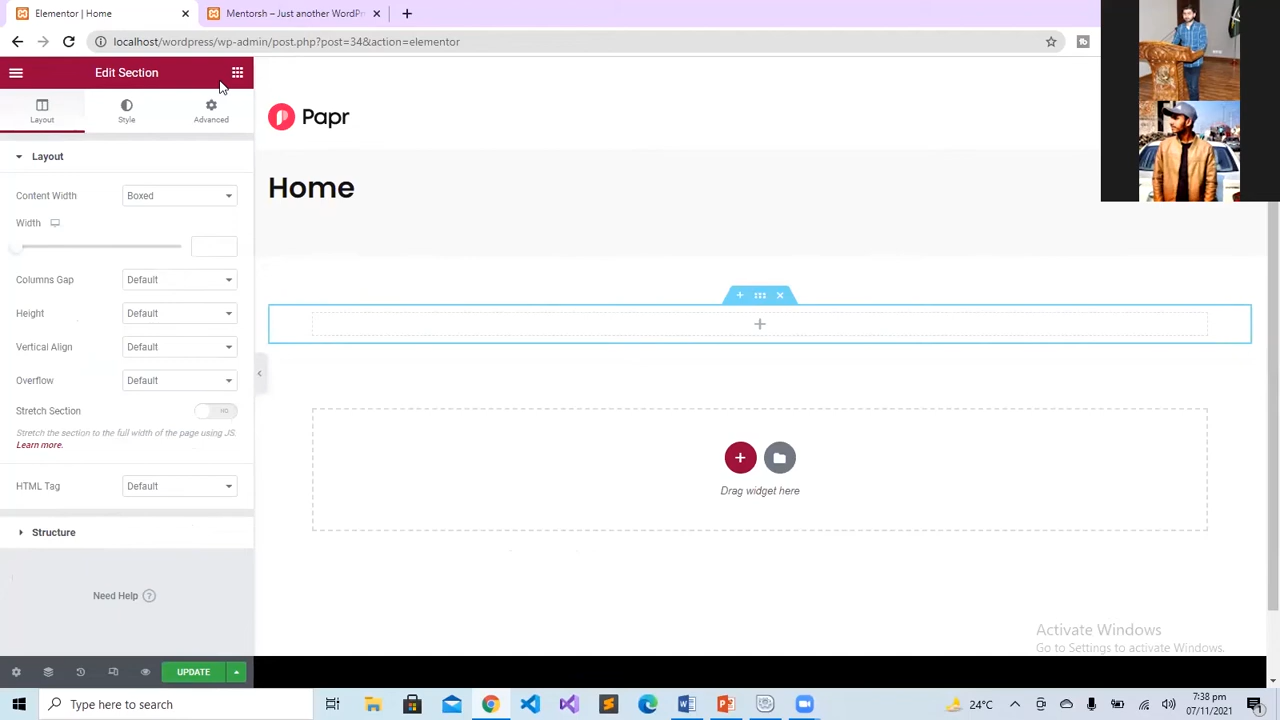 Elementor | Home
Mentorsh – Just another WordPr
localhost/wordpress/wp-admin/post.php?post=34&action=elementor
Edit Section
Layout
Style
Advanced
Layout
Content Width
Boxed
Width
Columns Gap
Default
Height
Default
Vertical Align
Default
Overflow
Default
Stretch Section
NO
Stretch the section to the full width of the page using JS.
Learn more.
HTML Tag
Default
Structure
Need Help
UPDATE
Papr
Home
Drag widget here
Activate Windows
Go to Settings to activate Windows.
Type here to search
24°C
7:38 pm
07/11/2021